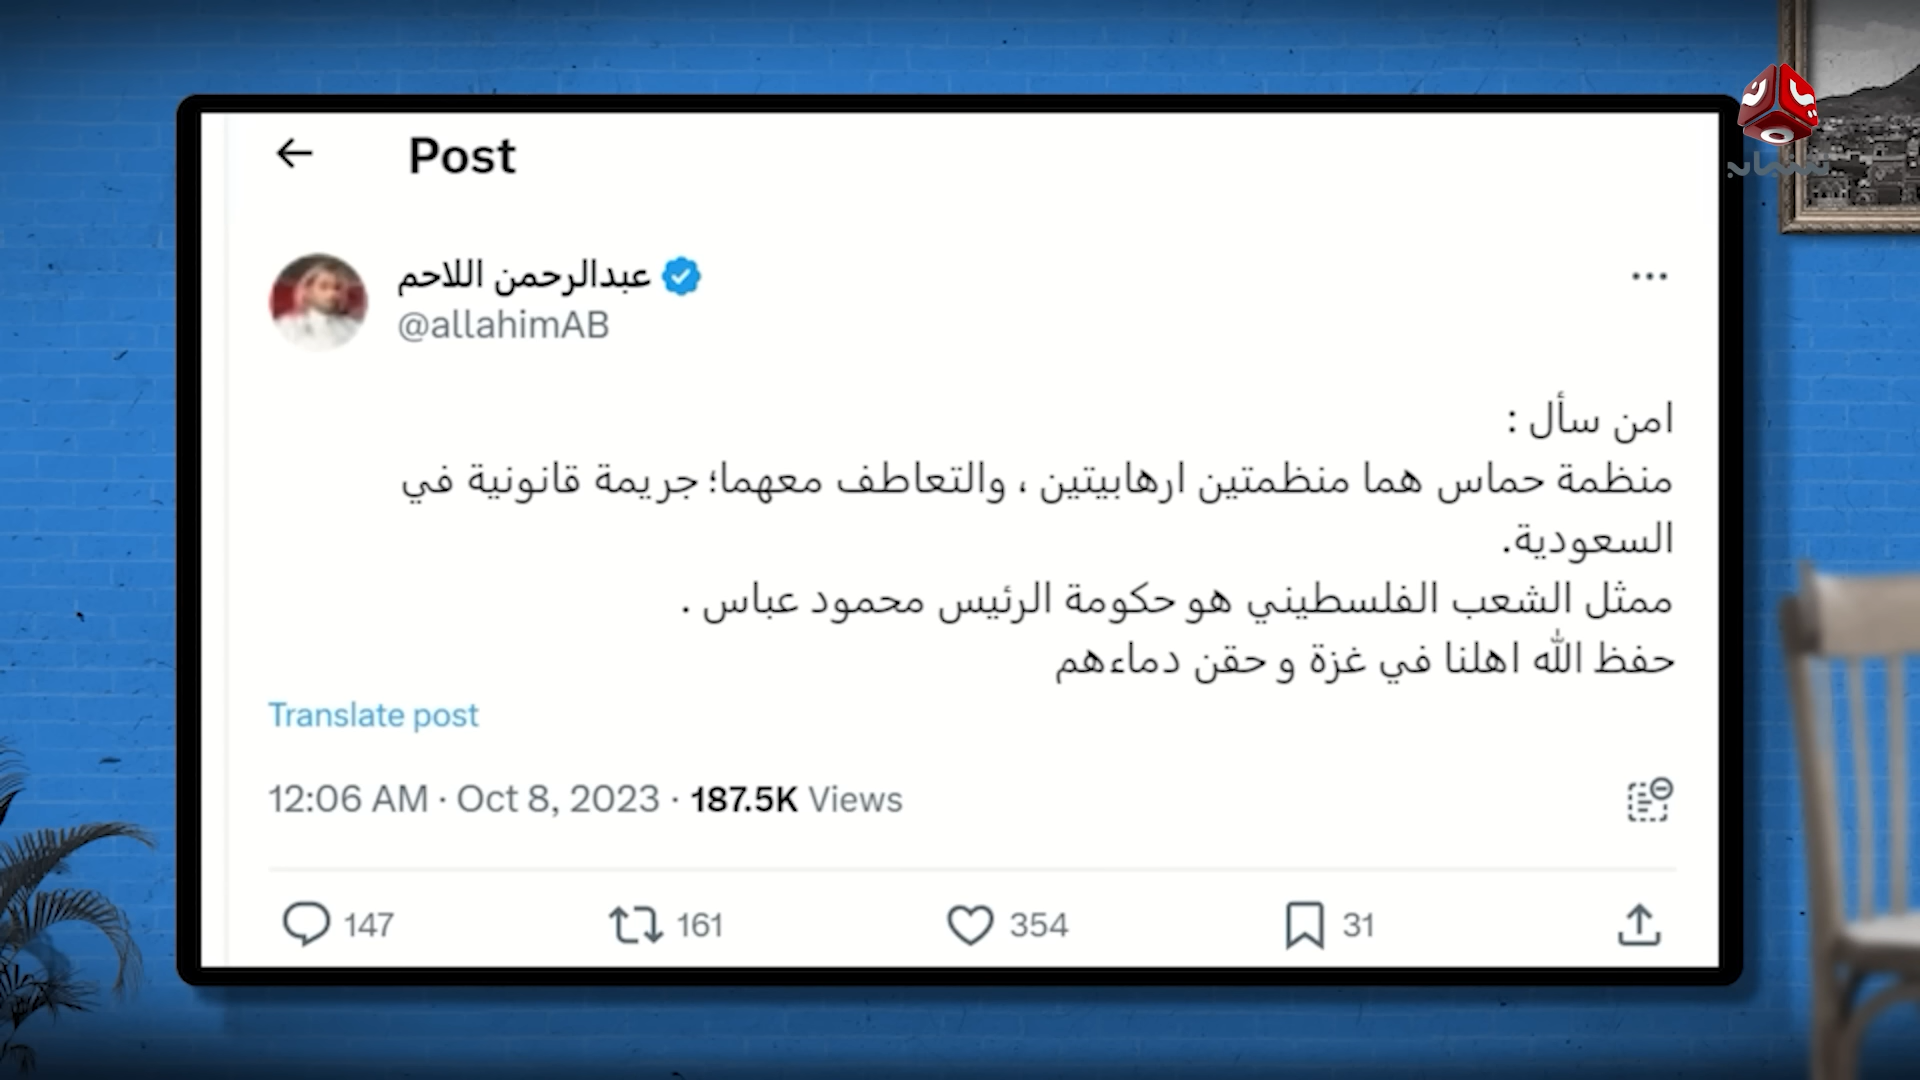 Post
عبدالرحمن اللاحم
@allahimAB
امن سأل :
منظمة حماس هما منظمتين ارهابيتين ، والتعاطف معهما؛ جريمة قانونية في
السعودية.
ممثل الشعب الفلسطيني هو حكومة الرئيس محمود عباس .
حفظ الله اهلنا في غزة و حقن دماءهم
Translate post
12:06 AM · Oct 8, 2023 · 187.5K Views
147 161 354 31